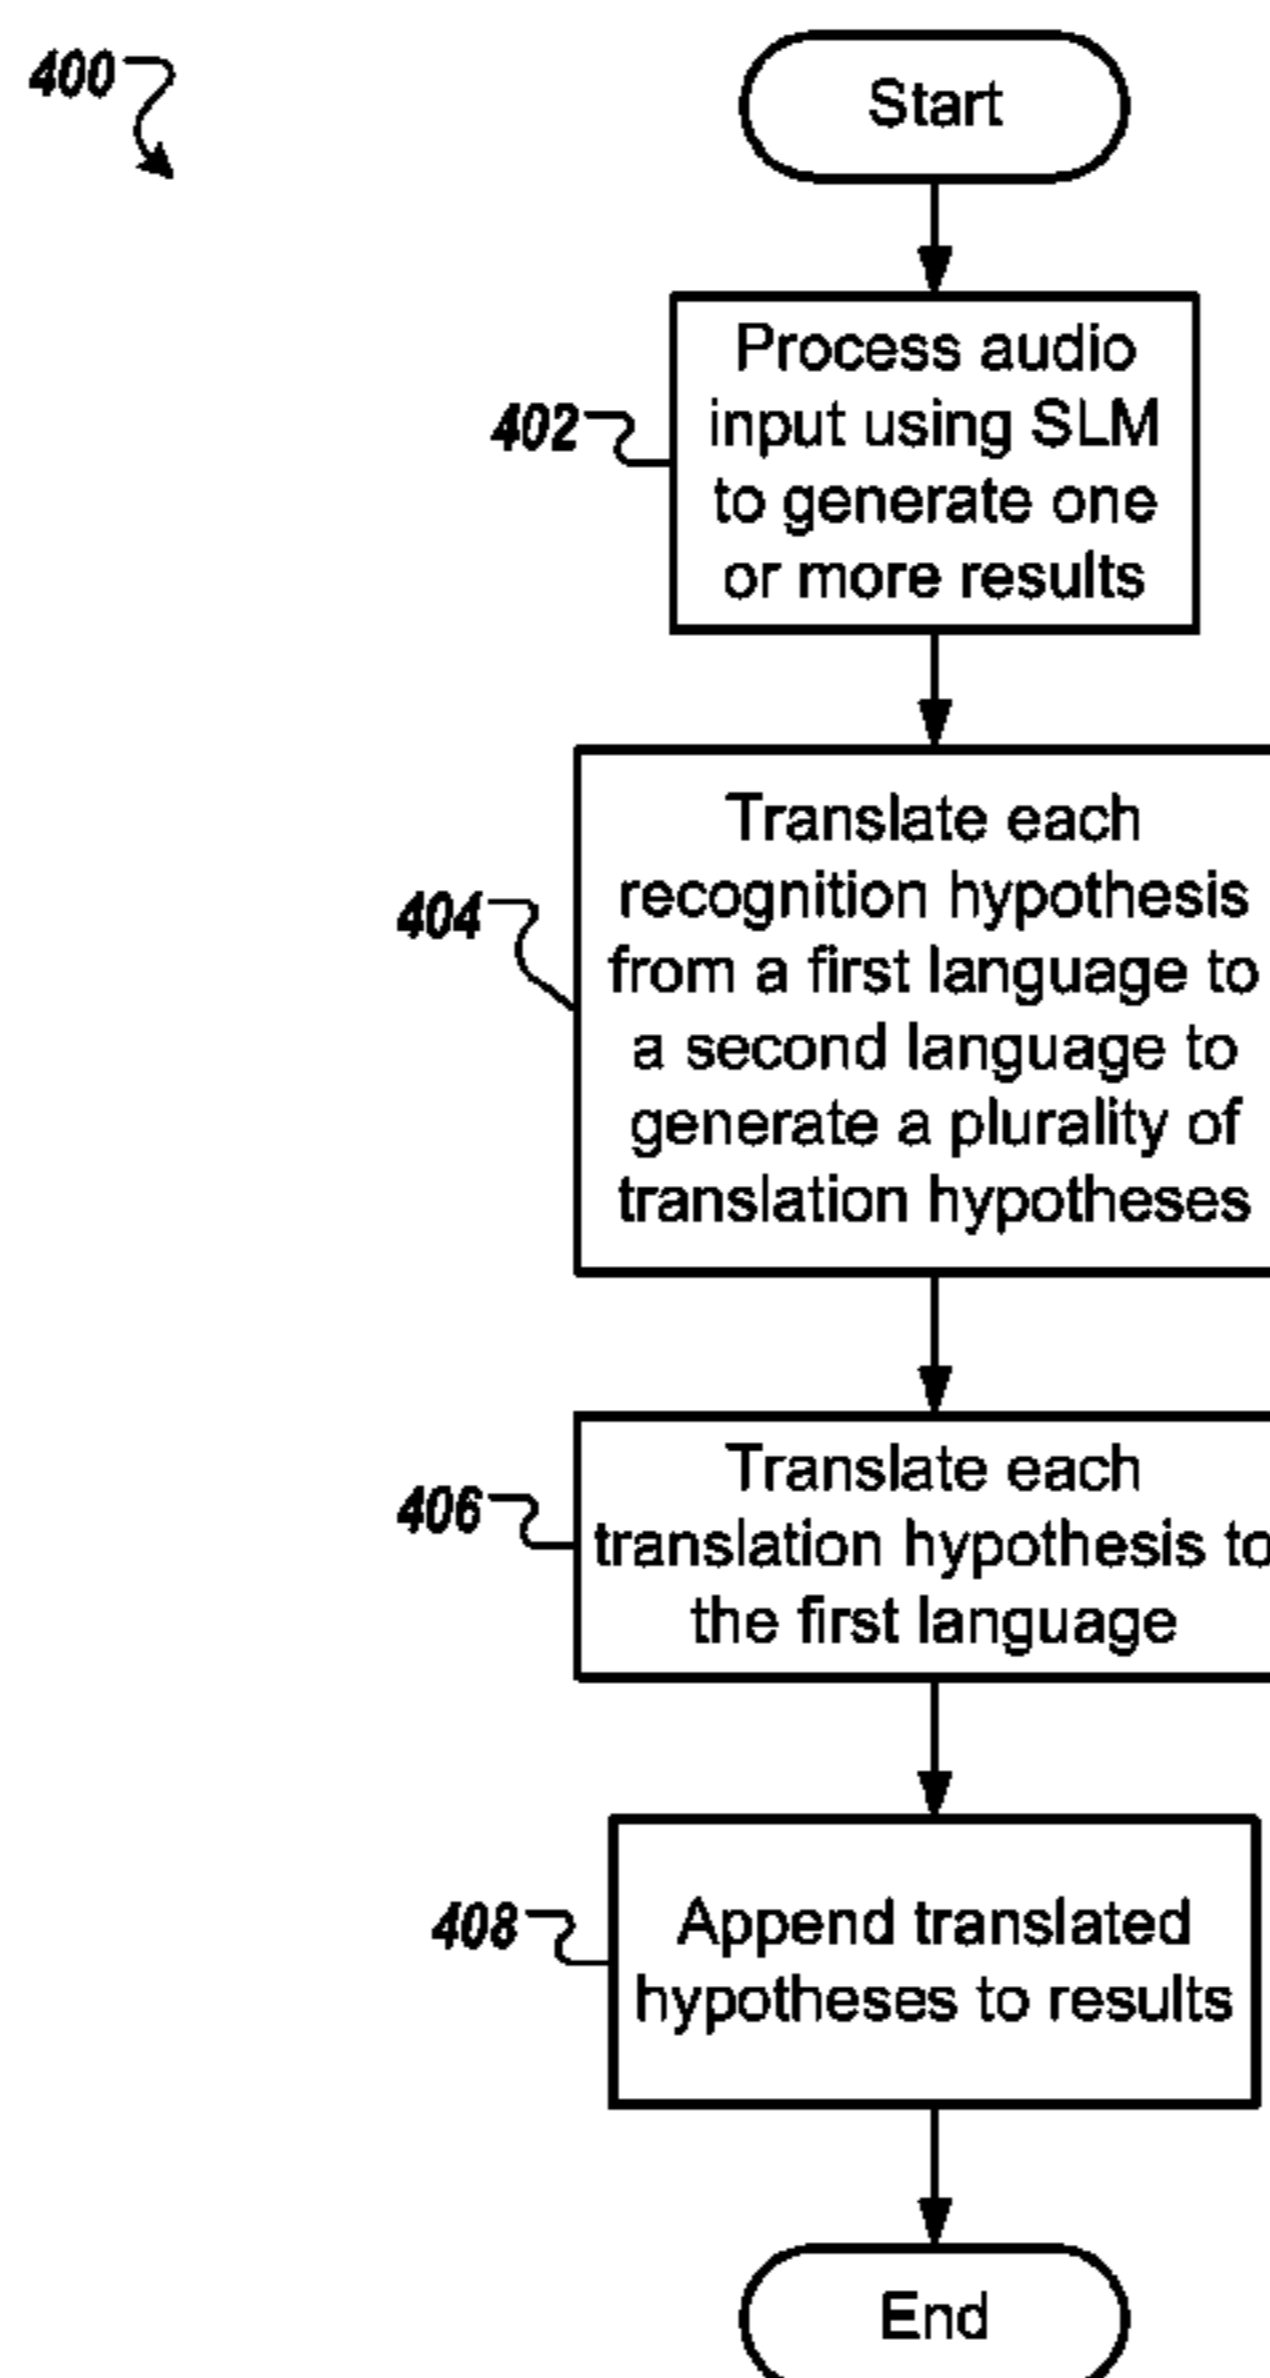 400
Start
402
Process audio
input using SLM
to generate one
or more results
404
Translate each
recognition hypothesis
from a first language to
a second language to
generate a plurality of
translation hypotheses
406
Translate each
translation hypothesis to
the first language
408
Append translated
hypotheses to results
End